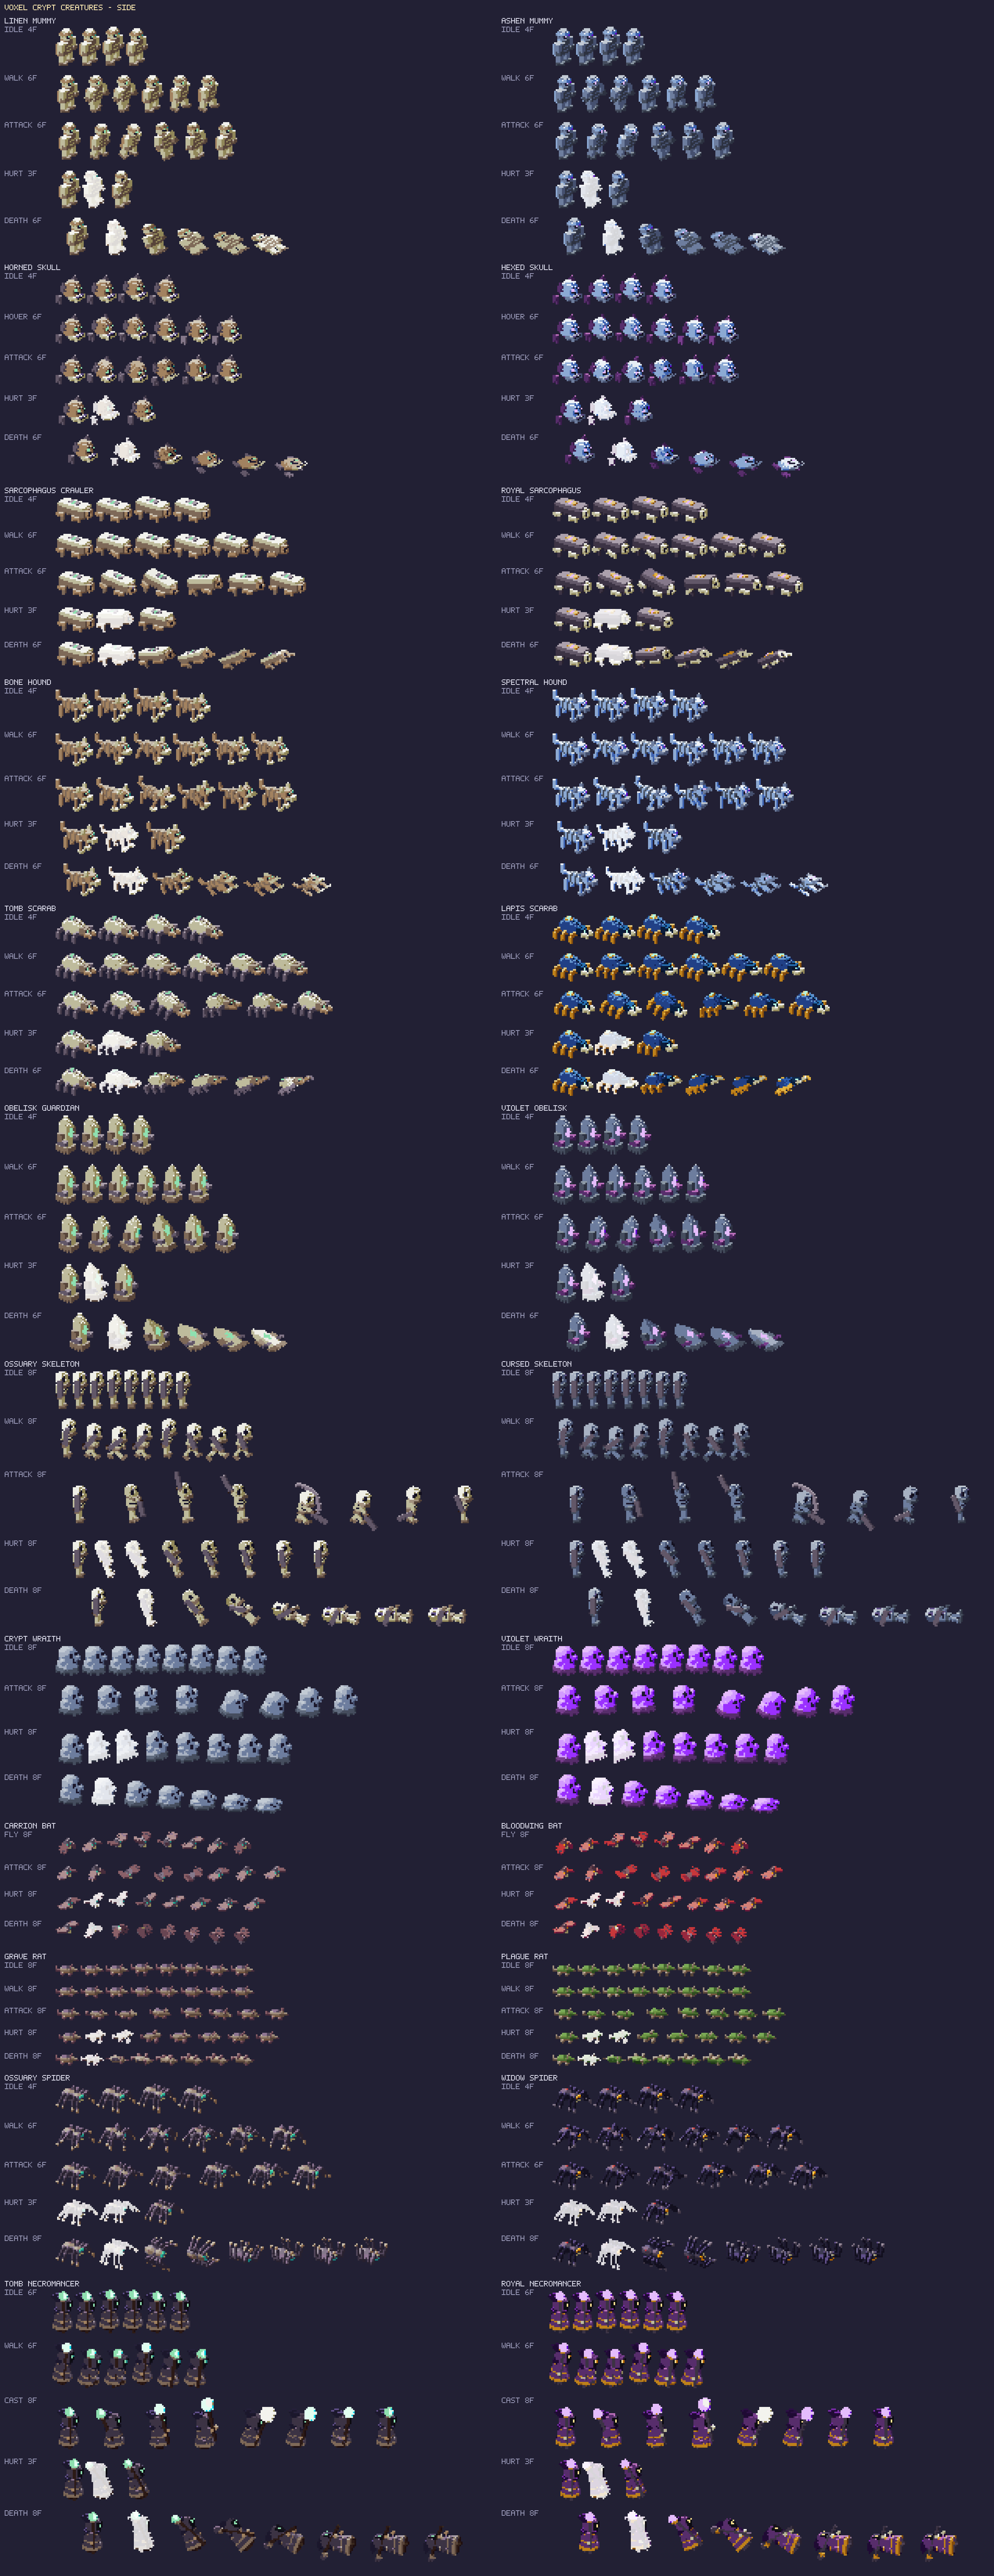 VOXEL CRYPT CREATURES - SIDE
LINEN MUMMY
IDLE 4F
WALK 6F
ATTACK 6F
HURT 3F
DEATH 6F
HORNED SKULL
IDLE 4F
HOVER 6F
ATTACK 6F
HURT 3F
DEATH 6F
SARCOPHAGUS CRAWLER
IDLE 4F
WALK 6F
ATTACK 6F
HURT 3F
DEATH 6F
BONE HOUND
IDLE 4F
WALK 6F
ATTACK 6F
HURT 3F
DEATH 6F
TOMB SCARAB
IDLE 4F
WALK 6F
ATTACK 6F
HURT 3F
DEATH 6F
OBELISK GUARDIAN
IDLE 4F
WALK 6F
ATTACK 6F
HURT 3F
DEATH 6F
OSSUARY SKELETON
IDLE 8F
WALK 8F
ATTACK 8F
HURT 8F
DEATH 8F
CRYPT WRAITH
IDLE 8F
ATTACK 8F
HURT 8F
DEATH 8F
CARRION BAT
FLY 8F
ATTACK 8F
HURT 8F
DEATH 8F
GRAVE RAT
IDLE 8F
WALK 8F
ATTACK 8F
HURT 8F
DEATH 8F
OSSUARY SPIDER
IDLE 4F
WALK 6F
ATTACK 6F
HURT 3F
DEATH 8F
TOMB NECROMANCER
IDLE 6F
WALK 6F
CAST 8F
HURT 3F
DEATH 8F
ASHEN MUMMY
IDLE 4F
WALK 6F
ATTACK 6F
HURT 3F
DEATH 6F
HEXED SKULL
IDLE 4F
HOVER 6F
ATTACK 6F
HURT 3F
DEATH 6F
ROYAL SARCOPHAGUS
IDLE 4F
WALK 6F
ATTACK 6F
HURT 3F
DEATH 6F
SPECTRAL HOUND
IDLE 4F
WALK 6F
ATTACK 6F
HURT 3F
DEATH 6F
LAPIS SCARAB
IDLE 4F
WALK 6F
ATTACK 6F
HURT 3F
DEATH 6F
VIOLET OBELISK
IDLE 4F
WALK 6F
ATTACK 6F
HURT 3F
DEATH 6F
CURSED SKELETON
IDLE 8F
WALK 8F
ATTACK 8F
HURT 8F
DEATH 8F
VIOLET WRAITH
IDLE 8F
ATTACK 8F
HURT 8F
DEATH 8F
BLOODWING BAT
FLY 8F
ATTACK 8F
HURT 8F
DEATH 8F
PLAGUE RAT
IDLE 8F
WALK 8F
ATTACK 8F
HURT 8F
DEATH 8F
WIDOW SPIDER
IDLE 4F
WALK 6F
ATTACK 6F
HURT 3F
DEATH 8F
ROYAL NECROMANCER
IDLE 6F
WALK 6F
CAST 8F
HURT 3F
DEATH 8F